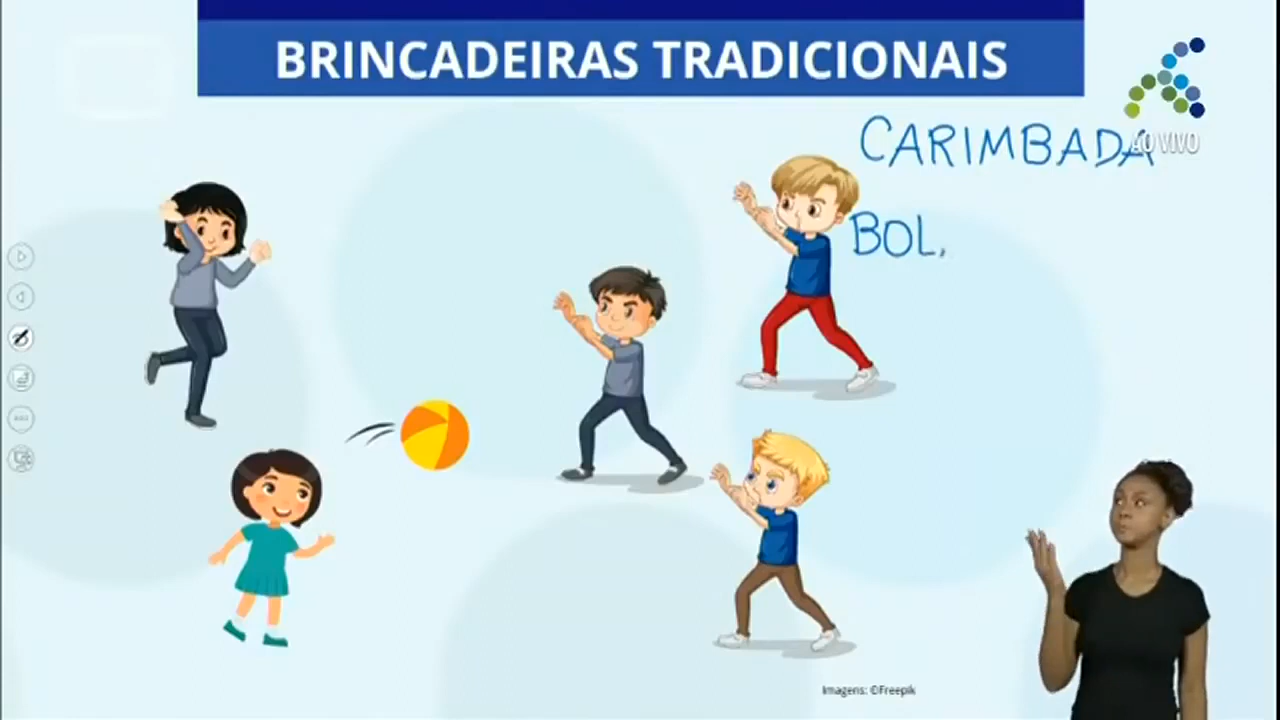 BRINCADEIRAS TRADICIONAIS
CARIMBADA
AO VIVO
BOL,
Imagens: ©Freepik